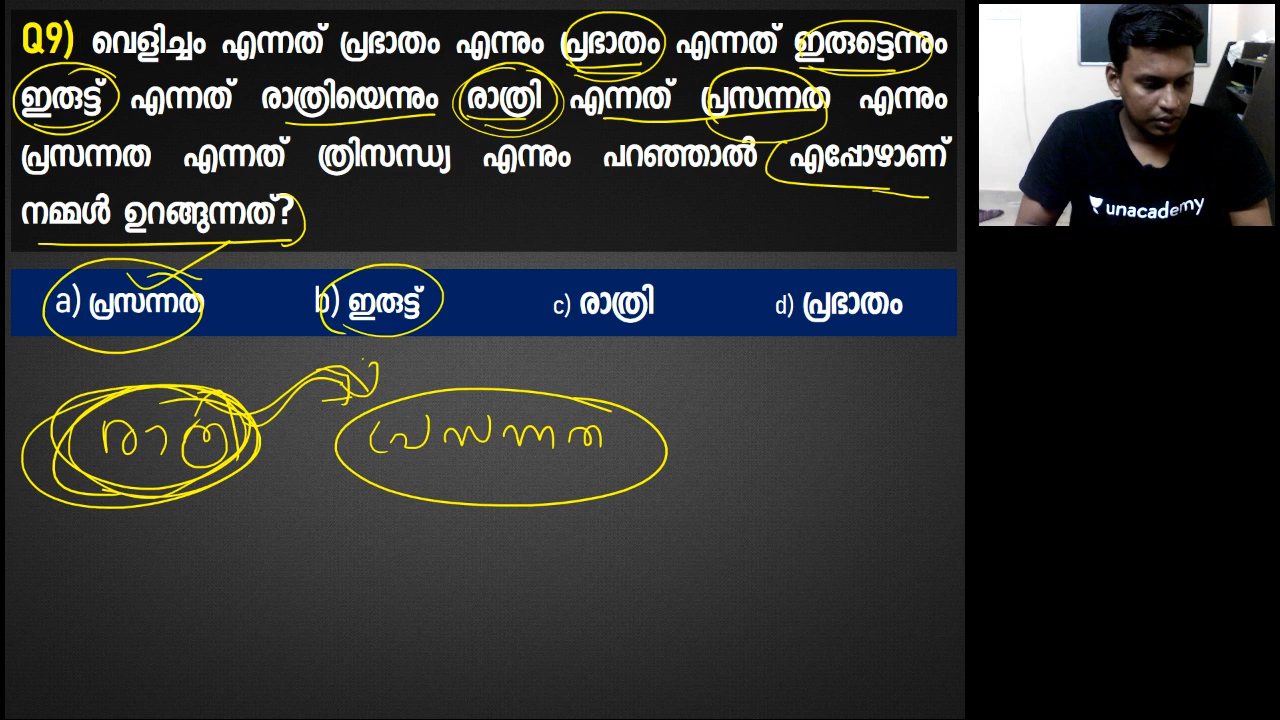 Q9) വെളിച്ചം എന്നത് പ്രഭാതം എന്നും പ്രഭാതം എന്നത് ഇരുട്ടെന്നും
ഇരുട്ട് എന്നത് രാത്രിയെന്നും രാത്രി എന്നത് പ്രസന്നത എന്നും
പ്രസന്നത എന്നത് ത്രിസന്ധ്യ എന്നും പറഞ്ഞാൽ എപ്പോഴാണ്
നമ്മൾ ഉറങ്ങുന്നത്?
a) പ്രസന്നത b) ഇരുട്ട് c) രാത്രി d) പ്രഭാതം
രാത്രി പ്രസന്നത
unacademy